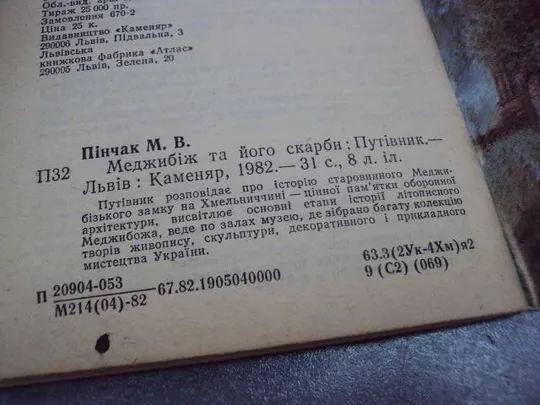 Тираж 25 000 пр.
Замовлення 670-2
Ціна 25 к.
Видавництво «Каменяр»
290006 Львів, Підвальна, 3
Львівська
книжкова фабрика «Атлас»
290005 Львів, Зелена, 20
Пінчак М. В.
П32 Меджибіж та його скарби: Путівник.—
Львів: Каменяр, 1982.— 31 с., 8 л. іл.
Путівник розповідає про історію старовинного Меджи-
бізького замку на Хмельниччині — цінної пам'ятки оборонної
архітектури, висвітлює основні етапи історії літописного
Меджибожа, веде по залах музею, де зібрано багату колекцію
творів живопису, скульптури, декоративного і прикладного
мистецтва України.
П 20904-053
М214(04)-82
67.82.1905040000
63.3(2Ук-4Хм)я2
9 (С2) (069)